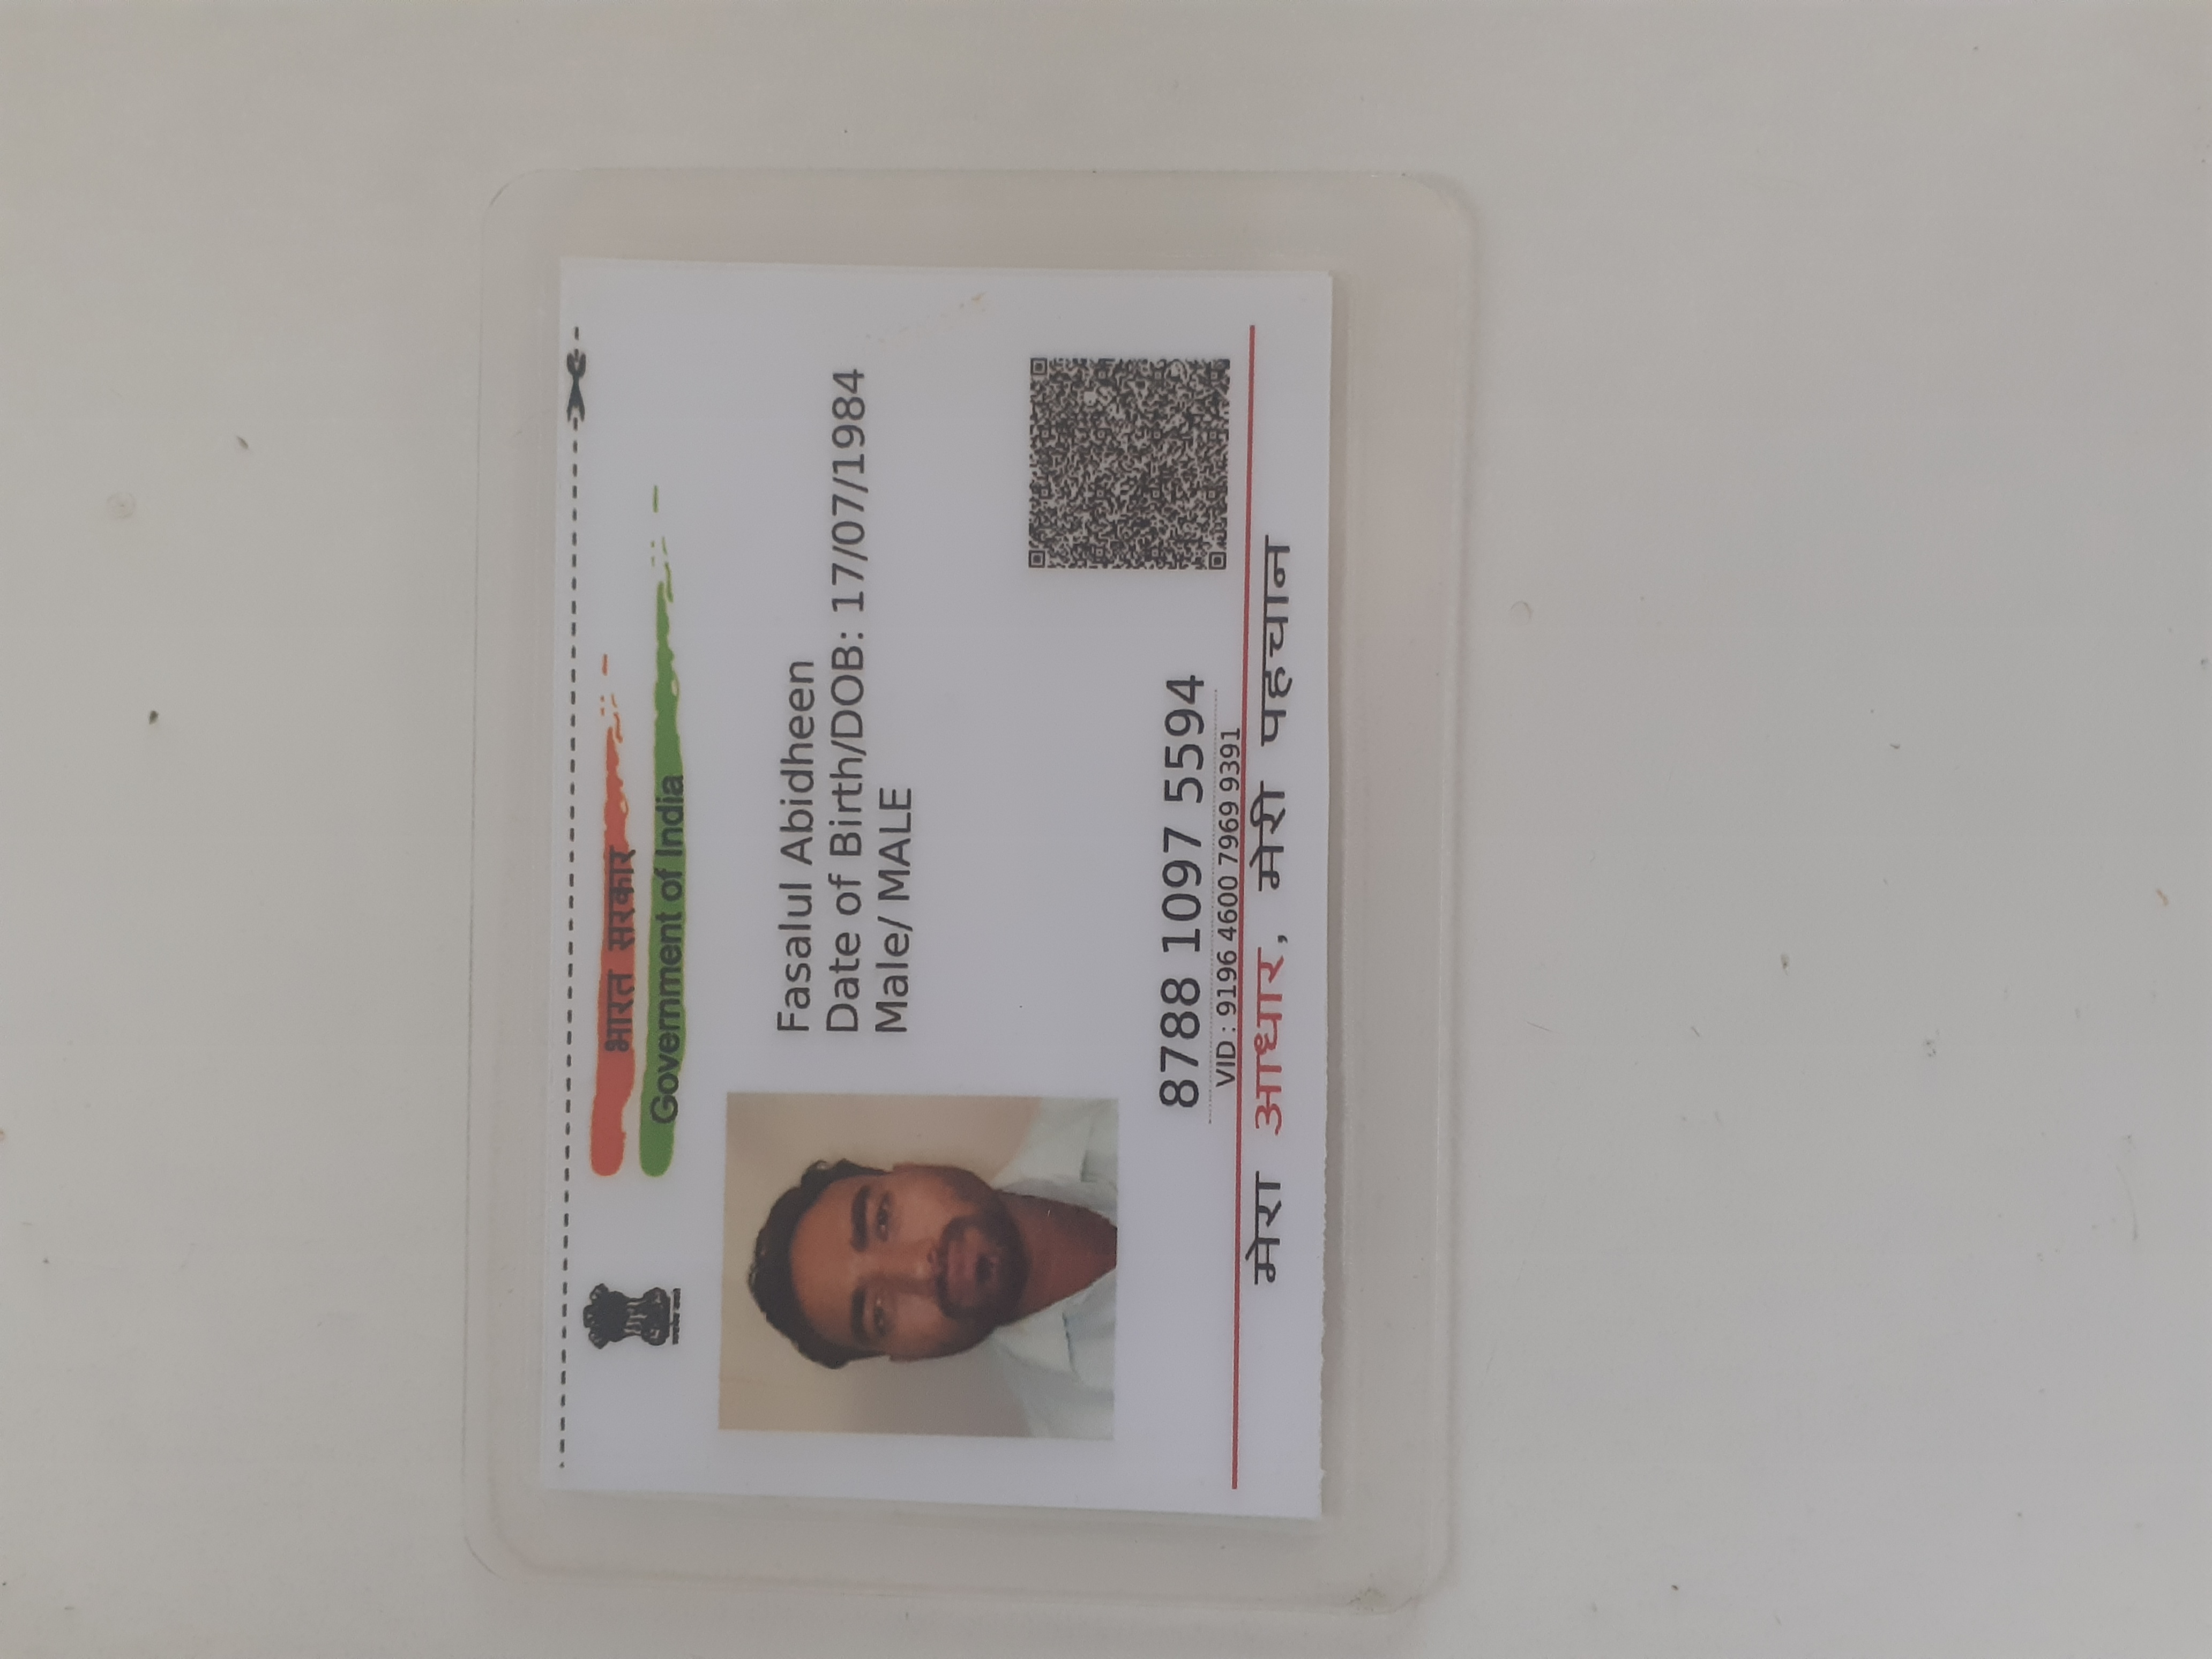 भारत सरकार
Government of India
Fasalul Abidheen
Date of Birth/DOB: 17/07/1984
Male/ MALE
8788 1097 5594
VID : 9196 4600 7969 9391
मेरा आधार, मेरी पहचान